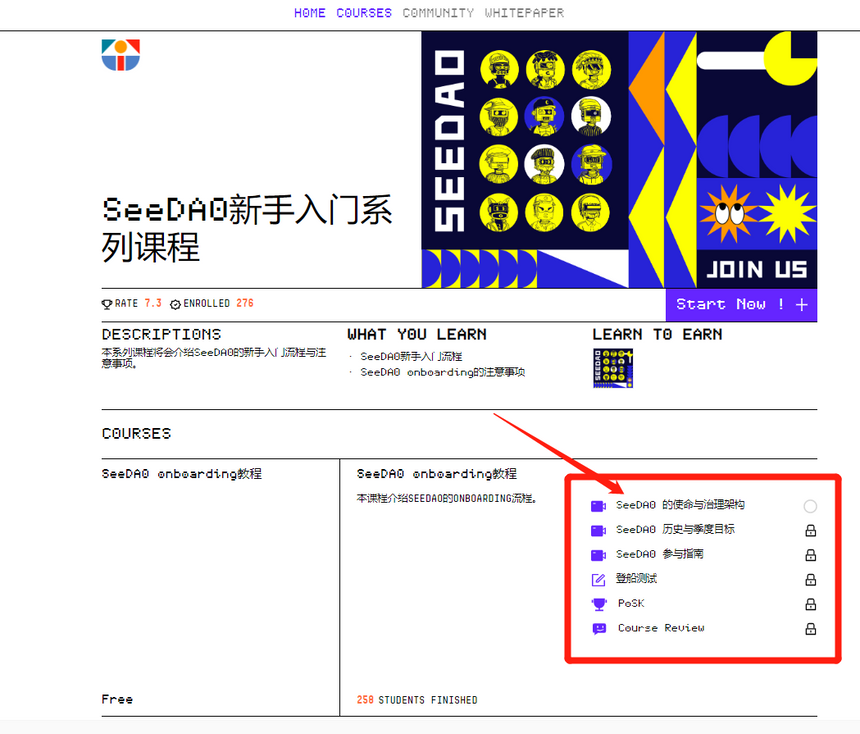 HOME COURSES COMMUNITY WHITEPAPER
SEEDAO
JOIN US
SeeDAO新手入门系
列课程
RATE 7.3 ENROLLED 276
Start Now ! +
DESCRIPTIONS
本系列课程将会介绍SeeDAO的新手入门流程与注
意事项。
WHAT YOU LEARN
· SeeDAO新手入门流程
· SeeDAO onboarding的注意事项
LEARN TO EARN
COURSES
SeeDAO onboarding教程
SeeDAO onboarding教程
本课程介绍SEEDAO的ONBOARDING流程。
SeeDAO 的使命与治理架构
SeeDAO 历史与季度目标
SeeDAO 参与指南
登船测试
PoSK
Course Review
Free
258 STUDENTS FINISHED